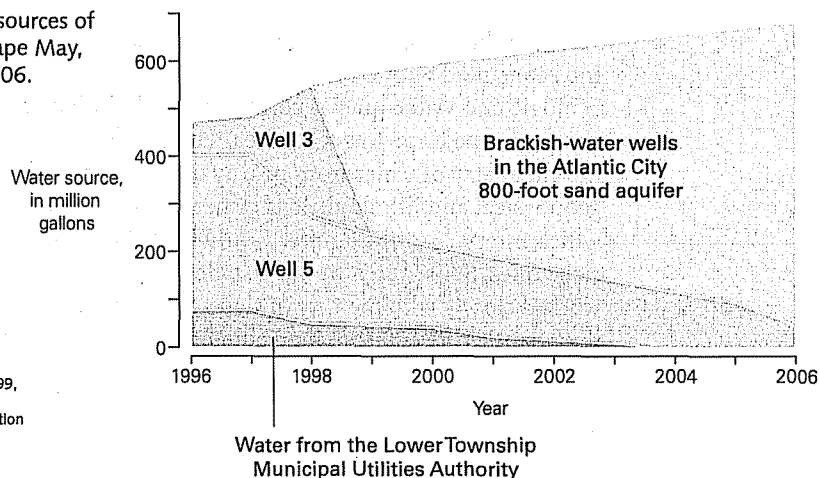 sources of
ape May,
06.
600
400
200
0
Water source,
in million
gallons
Well 3
Well 5
Brackish-water wells
in the Atlantic City
800-foot sand aquifer
1996
1998
2000
2002
2004
2006
Year
Water from the Lower Township
Municipal Utilities Authority
99,
tion